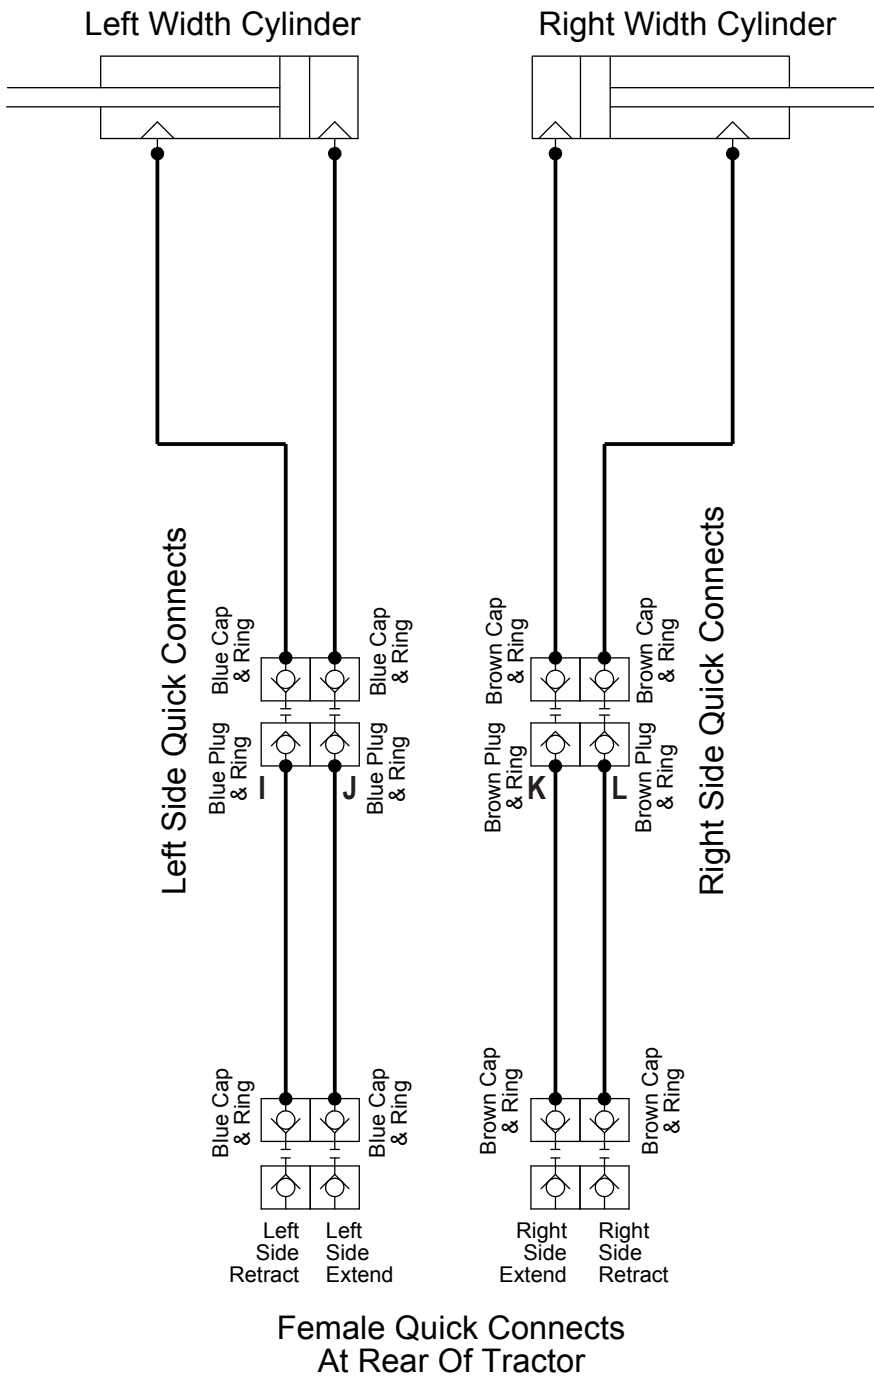 Left Width Cylinder
Right Width Cylinder
Left Side Quick Connects
Blue Cap
& Ring
Blue Cap
& Ring
Brown Cap
& Ring
Brown Cap
& Ring
Right Side Quick Connects
Blue Plug
& Ring
I
J
Blue Plug
& Ring
Brown Plug
& Ring
K
L
Brown Plug
& Ring
Blue Cap
& Ring
Blue Cap
& Ring
Brown Cap
& Ring
Brown Cap
& Ring
Left
Side
Retract
Left
Side
Extend
Right
Side
Extend
Right
Side
Retract
Female Quick Connects
At Rear Of Tractor